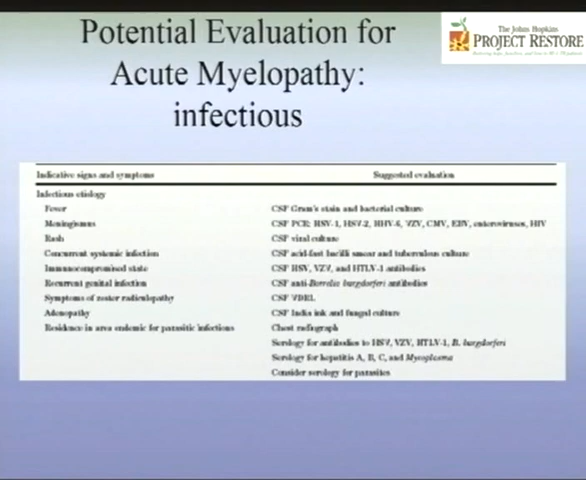 Potential Evaluation for
Acute Myelopathy:
infectious
The Johns Hopkins
PROJECT RESTORE
Indicative signs and symptoms
Suggested evaluation
Infectious etiology
Fever
CSF Gram's stain and bacterial culture
Meningismus
CSF PCR: HSV-1, HSV-2, HHV-6, VZV, CMV, EBV, enteroviruses, HIV
Rash
CSF viral culture
Concurrent systemic infection
CSF acid-fast bacilli smear and tuberculous culture
Immunocompromised state
CSF HSV, VZV, and HTLV-1 antibodies
Recurrent genital infection
CSF anti-Borrelia burgdorferi antibodies
Symptoms of zoster radiculopathy
CSF VDRL
Adenopathy
CSF India ink and fungal culture
Residence in area endemic for parasitic infections
Chest radiograph
Serology for antibodies to HSV, VZV, HTLV-1, B. burgdorferi
Serology for hepatitis A, B, C, and Mycoplasma
Consider serology for parasites